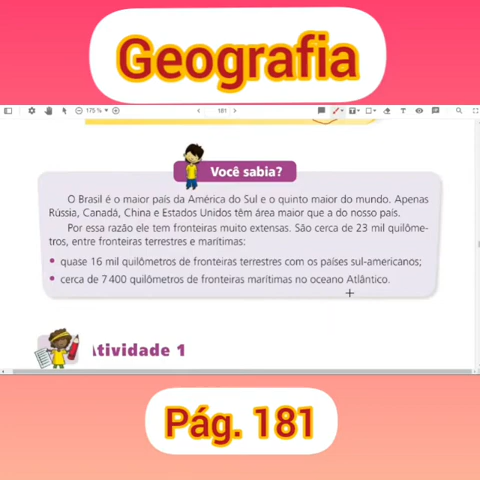 Geografia
175 %
181
Você sabia?
O Brasil é o maior país da América do Sul e o quinto maior do mundo. Apenas
Rússia, Canadá, China e Estados Unidos têm área maior que a do nosso país.
Por essa razão ele tem fronteiras muito extensas. São cerca de 23 mil quilôme-
tros, entre fronteiras terrestres e marítimas:
• quase 16 mil quilômetros de fronteiras terrestres com os países sul-americanos;
• cerca de 7 400 quilômetros de fronteiras marítimas no oceano Atlântico.
tividade 1
Pág. 181